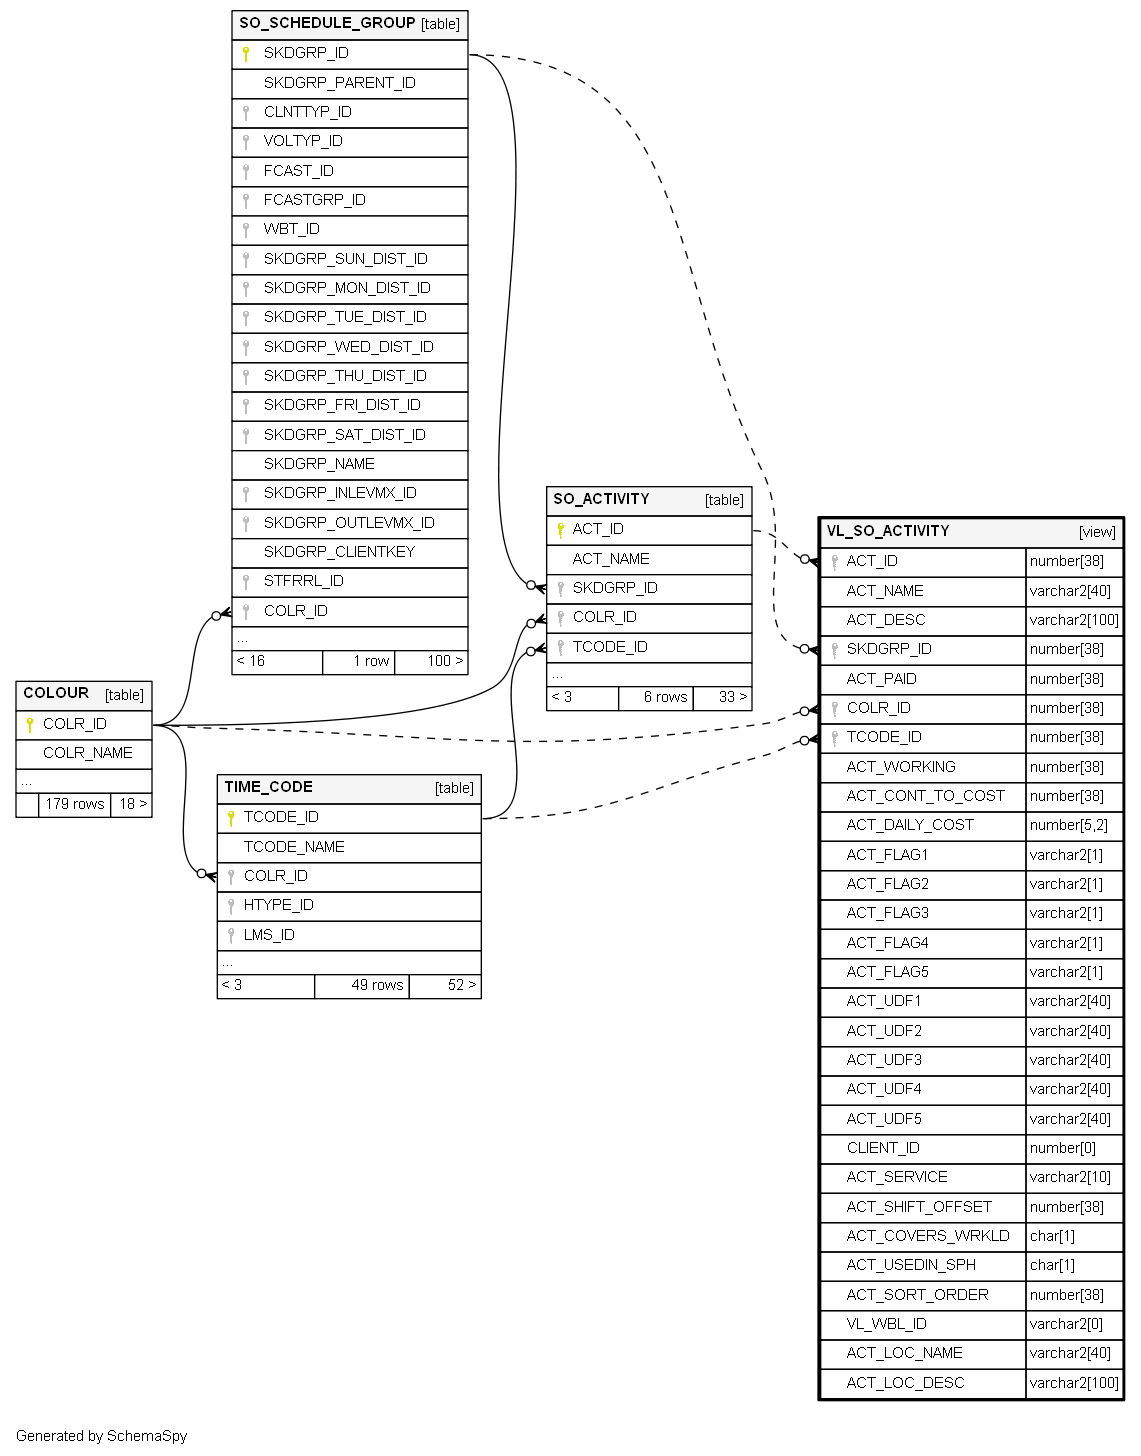 SO_SCHEDULE_GROUP [table]
SKDGRP_ID
SKDGRP_PARENT_ID
CLNTTYP_ID
VOLTYP_ID
FCAST_ID
FCASTGRP_ID
WBT_ID
SKDGRP_SUN_DIST_ID
SKDGRP_MON_DIST_ID
SKDGRP_TUE_DIST_ID
SKDGRP_WED_DIST_ID
SKDGRP_THU_DIST_ID
SKDGRP_FRI_DIST_ID
SKDGRP_SAT_DIST_ID
SKDGRP_NAME
SKDGRP_INLEVMX_ID
SKDGRP_OUTLEVMX_ID
SKDGRP_CLIENTKEY
STFRRL_ID
COLR_ID
...
< 16 1 row 100 >
COLOUR [table]
COLR_ID
COLR_NAME
...
179 rows 18 >
TIME_CODE [table]
TCODE_ID
TCODE_NAME
COLR_ID
HTYPE_ID
LMS_ID
...
< 3 49 rows 52 >
SO_ACTIVITY [table]
ACT_ID
ACT_NAME
SKDGRP_ID
COLR_ID
TCODE_ID
...
< 3 6 rows 33 >
VL_SO_ACTIVITY [view]
ACT_ID number[38]
ACT_NAME varchar2[40]
ACT_DESC varchar2[100]
SKDGRP_ID number[38]
ACT_PAID number[38]
COLR_ID number[38]
TCODE_ID number[38]
ACT_WORKING number[38]
ACT_CONT_TO_COST number[38]
ACT_DAILY_COST number[5,2]
ACT_FLAG1 varchar2[1]
ACT_FLAG2 varchar2[1]
ACT_FLAG3 varchar2[1]
ACT_FLAG4 varchar2[1]
ACT_FLAG5 varchar2[1]
ACT_UDF1 varchar2[40]
ACT_UDF2 varchar2[40]
ACT_UDF3 varchar2[40]
ACT_UDF4 varchar2[40]
ACT_UDF5 varchar2[40]
CLIENT_ID number[0]
ACT_SERVICE varchar2[10]
ACT_SHIFT_OFFSET number[38]
ACT_COVERS_WRKLD char[1]
ACT_USEDIN_SPH char[1]
ACT_SORT_ORDER number[38]
VL_WBL_ID varchar2[0]
ACT_LOC_NAME varchar2[40]
ACT_LOC_DESC varchar2[100]
Generated by SchemaSpy